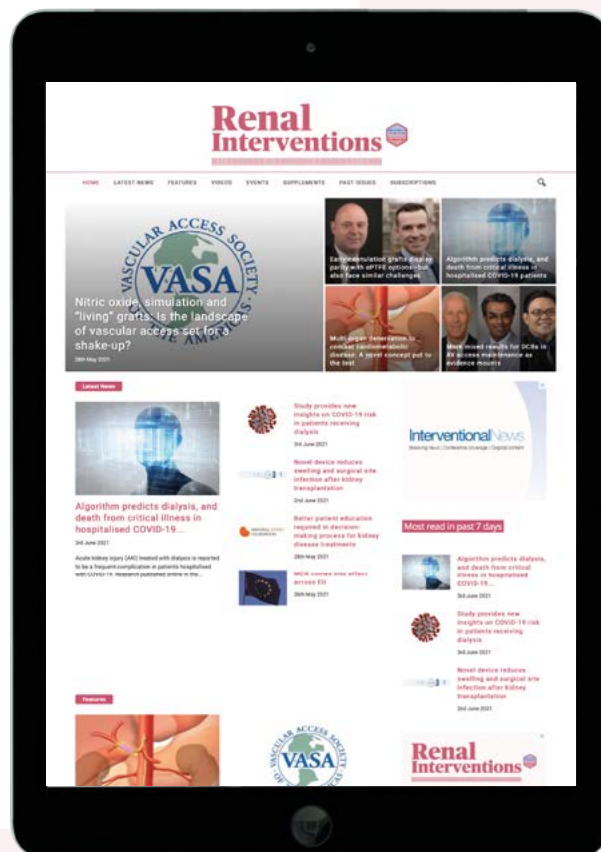 Renal
Interventions
HOME LATEST NEWS FEATURES VIDEOS EVENTS SUPPLEMENTS PAST ISSUES SUBSCRIPTIONS
VASCULAR ACCESS SOCIETY
VASA
AMERICAS
Nitric oxide, simulation and
"living" grafts: Is the landscape
of vascular access set for a
shake-up?
28th May 2021
Early cannulation grafts display
parity with ePTFE options—but
also face similar challenges
Algorithm predicts dialysis, and
death from critical illness in
hospitalised COVID-19 patients
Multi-organ denervation to
combat cardiometabolic
disease: A novel concept put to
the test
More mixed results for DCBs in
AV access maintenance as
evidence mounts
Latest News
Algorithm predicts dialysis, and
death from critical illness in
hospitalised COVID-19...
3rd June 2021
Acute kidney injury (AKI) treated with dialysis is reported
to be a frequent complication in patients hospitalised
with COVID-19. Research published online in the...
Study provides new
insights on COVID-19 risk
in patients receiving
dialysis
3rd June 2021
Novel device reduces
swelling and surgical site
infection after kidney
transplantation
2nd June 2021
Better patient education
required in decision-
making process for kidney
disease treatments
28th May 2021
MDR comes into effect
across EU
26th May 2021
Interventional News
Breaking news | Conference coverage | Original content
Most read in past 7 days
Algorithm predicts dialysis,
and death from critical
illness in hospitalised
COVID-19...
3rd June 2021
Study provides new
insights on COVID-19 risk
in patients receiving
dialysis
3rd June 2021
Novel device reduces
swelling and surgical site
infection after kidney
transplantation
2nd June 2021
Features
VASCULAR ACCESS SOCIETY
VASA
Renal
Interventions